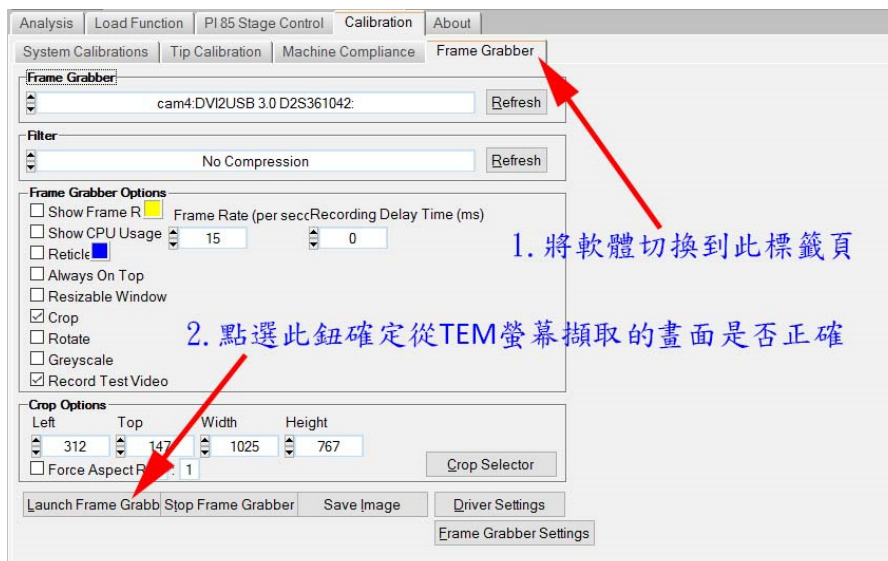 Analysis Load Function PI 85 Stage Control Calibration About
System Calibrations Tip Calibration Machine Compliance Frame Grabber
Frame Grabber
cam4:DVI2USB 3.0 D2S361042: Refresh
Filter
No Compression Refresh
Frame Grabber Options
Show Frame R Frame Rate (per secc Recording Delay Time (ms)
Show CPU Usage 15 0
Reticle
1. 將軟體切換到此標籤頁
Always On Top
Resizable Window
Crop
Rotate
2. 點選此鈕確定從TEM螢幕擷取的畫面是否正確
Greyscale
Record Test Video
Crop Options
Left Top Width Height
312 147 1025 767
Force Aspect R : 1 Crop Selector
Launch Frame Grabb Stop Frame Grabber Save Image Driver Settings
Frame Grabber Settings